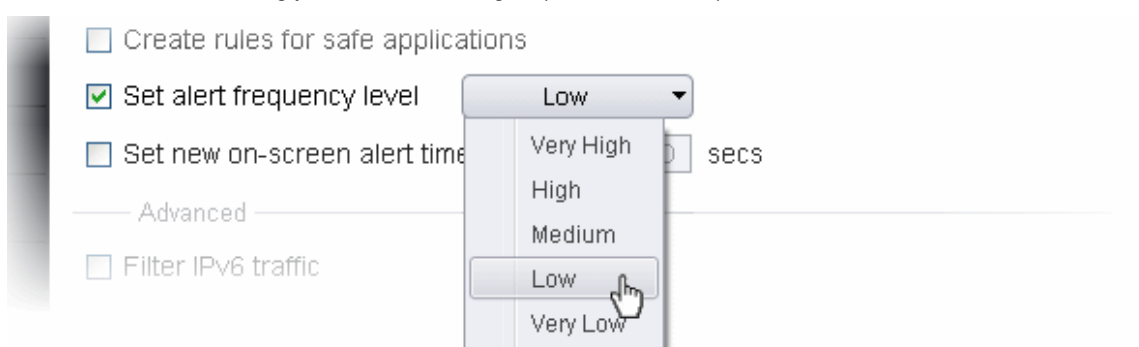 Create rules for safe applications
Set alert frequency level Low
Set new on-screen alert time secs
Very High
High
Medium
Low
Very Low
Advanced
Filter IPv6 traffic